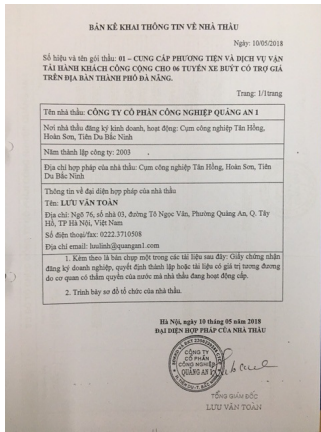 BẢN KÊ KHAI THÔNG TIN VỀ NHÀ THẦU
Ngày: 10/05/2018
Số hiệu và tên gói thầu: 01 – CUNG CẤP PHƯƠNG TIỆN VÀ DỊCH VỤ VẬN
TẢI HÀNH KHÁCH CÔNG CỘNG CHO 06 TUYẾN XE BUÝT CÓ TRỢ GIÁ
TRÊN ĐỊA BÀN THÀNH PHỐ ĐÀ NẴNG.
Trang: 1/1trang
Tên nhà thầu: CÔNG TY CỔ PHẦN CÔNG NGHIỆP QUẢNG AN 1
Nơi nhà thầu đăng ký kinh doanh, hoạt động: Cụm công nghiệp Tân Hồng,
Hoàn Sơn, Tiên Du Bắc Ninh
Năm thành lập công ty: 2003
Địa chỉ hợp pháp của nhà thầu: Cụm công nghiệp Tân Hồng, Hoàn Sơn, Tiên
Du Bắc Ninh
Thông tin về đại diện hợp pháp của nhà thầu
Tên: LƯU VĂN TOẢN
Địa chỉ: Ngõ 76, số nhà 03, đường Tô Ngọc Vân, Phường Quảng An, Q. Tây
Hồ, TP Hà Nội, Việt Nam
Số điện thoại/fax: 0222.3710508
Địa chỉ email: luulinh@quangan1.com
1. Kèm theo là bản chụp một trong các tài liệu sau đây: Giấy chứng nhận
đăng ký doanh nghiệp, quyết định thành lập hoặc tài liệu có giá trị tương đương
do cơ quan có thẩm quyền của nước mà nhà thầu đang hoạt động cấp.
2. Trình bày sơ đồ tổ chức của nhà thầu.
Hà Nội, ngày 10 tháng 05 năm 2018
ĐẠI DIỆN HỢP PHÁP CỦA NHÀ THẦU
CÔNG TY
CỔ PHẦN
CÔNG NGHIỆP
QUẢNG AN 1
TỔNG GIÁM ĐỐC
LƯU VĂN TOẢN